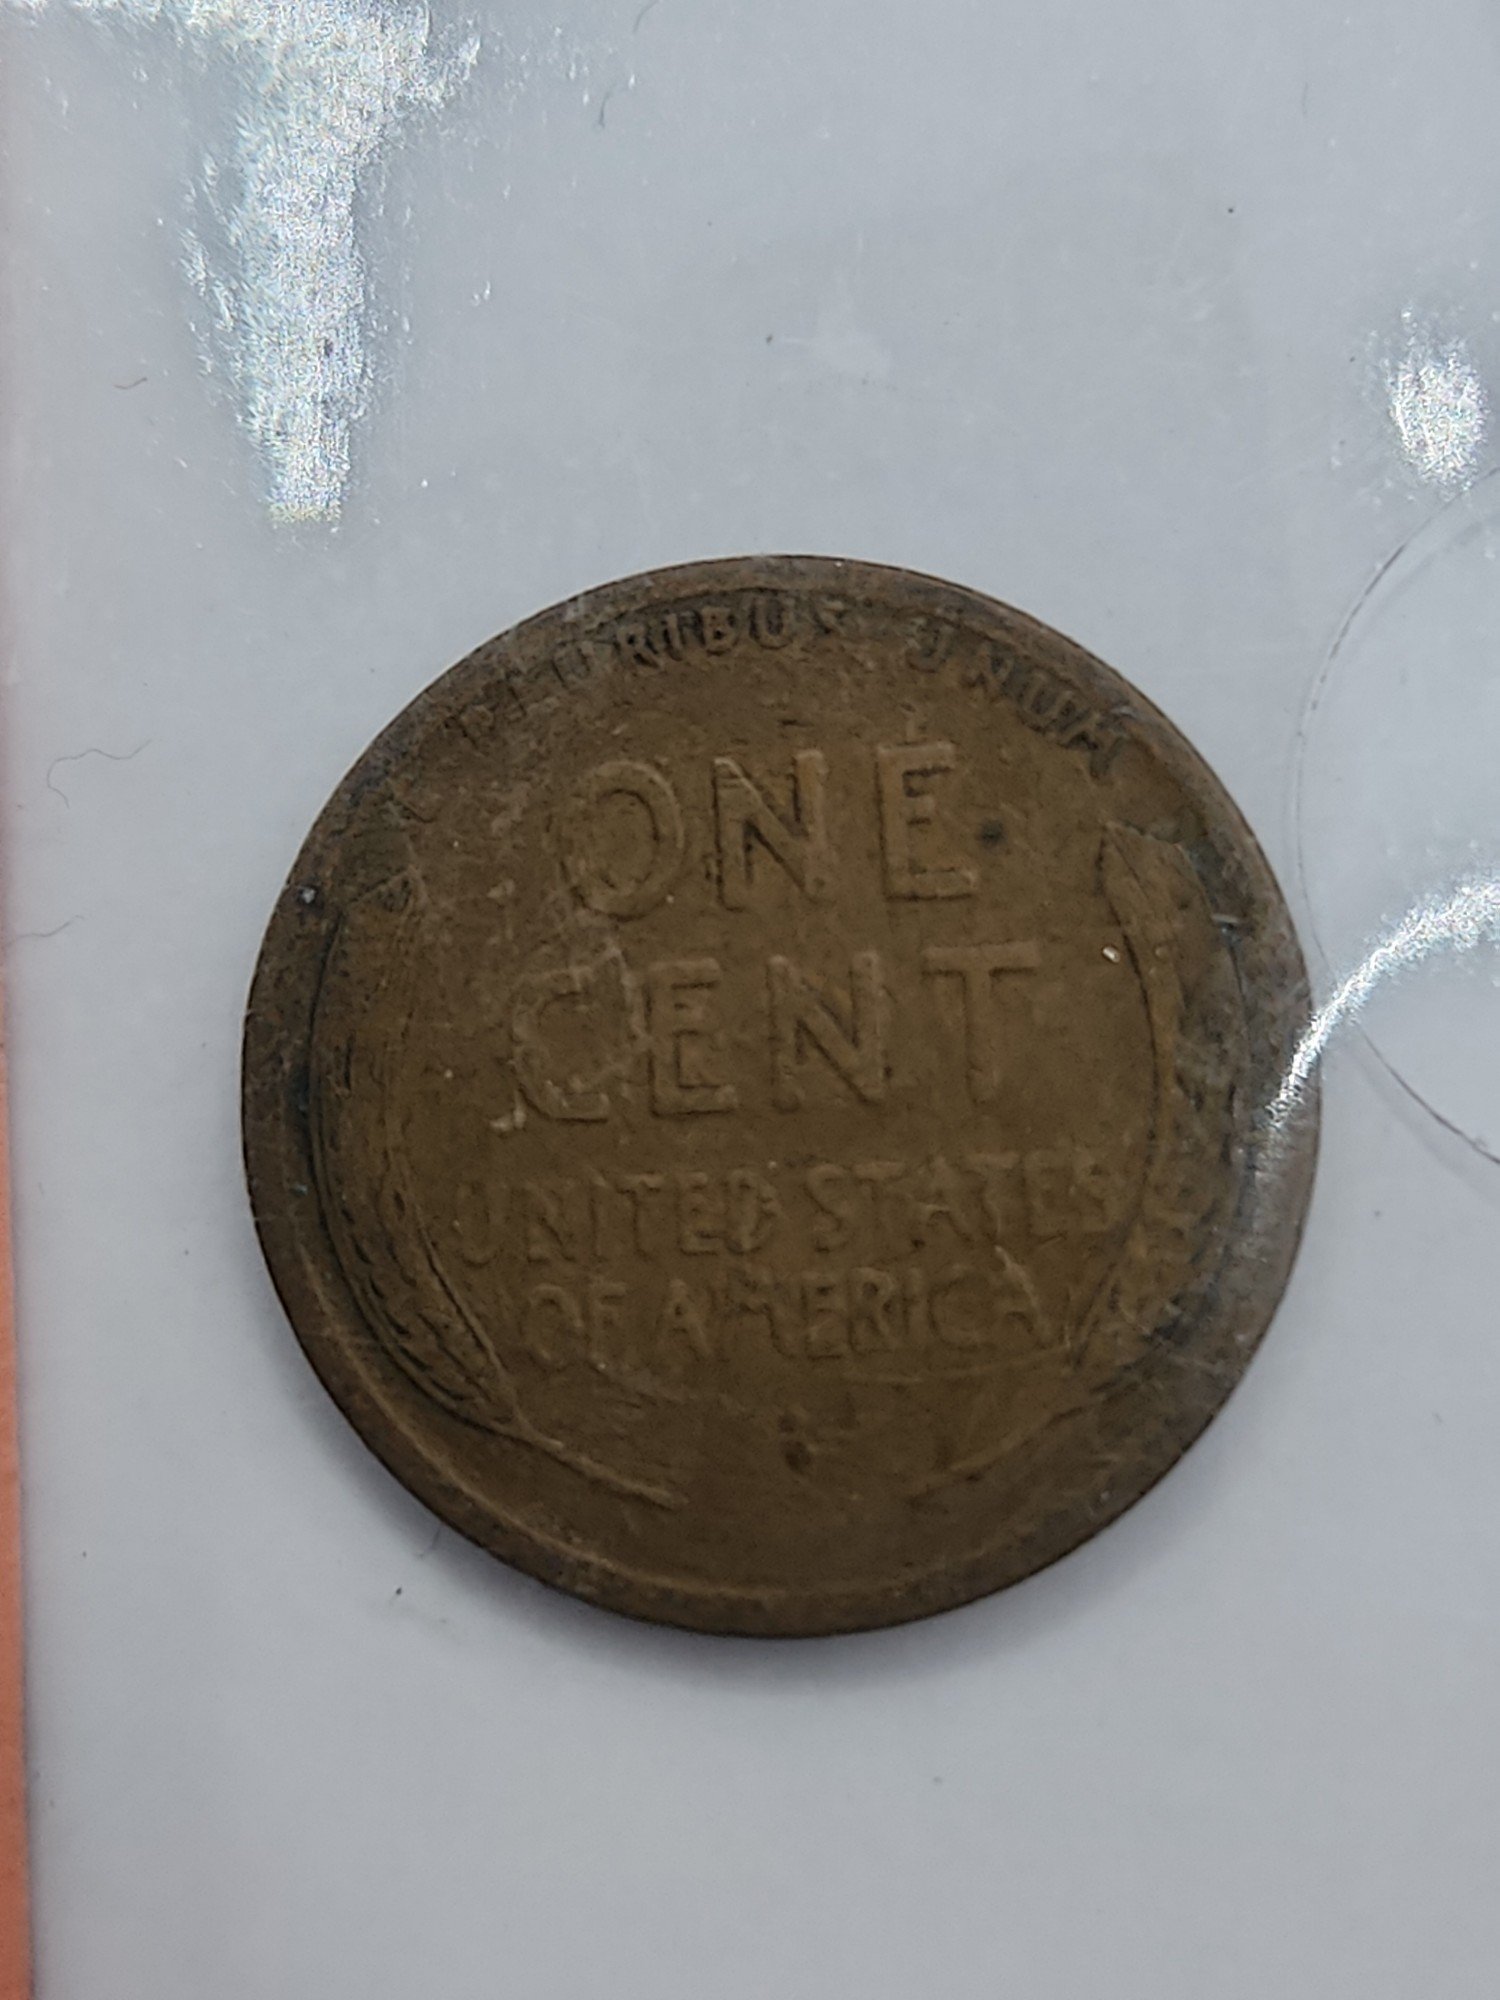 PLURIBUS UNUM
ONE
CENT
UNITED STATES
OF AMERICA